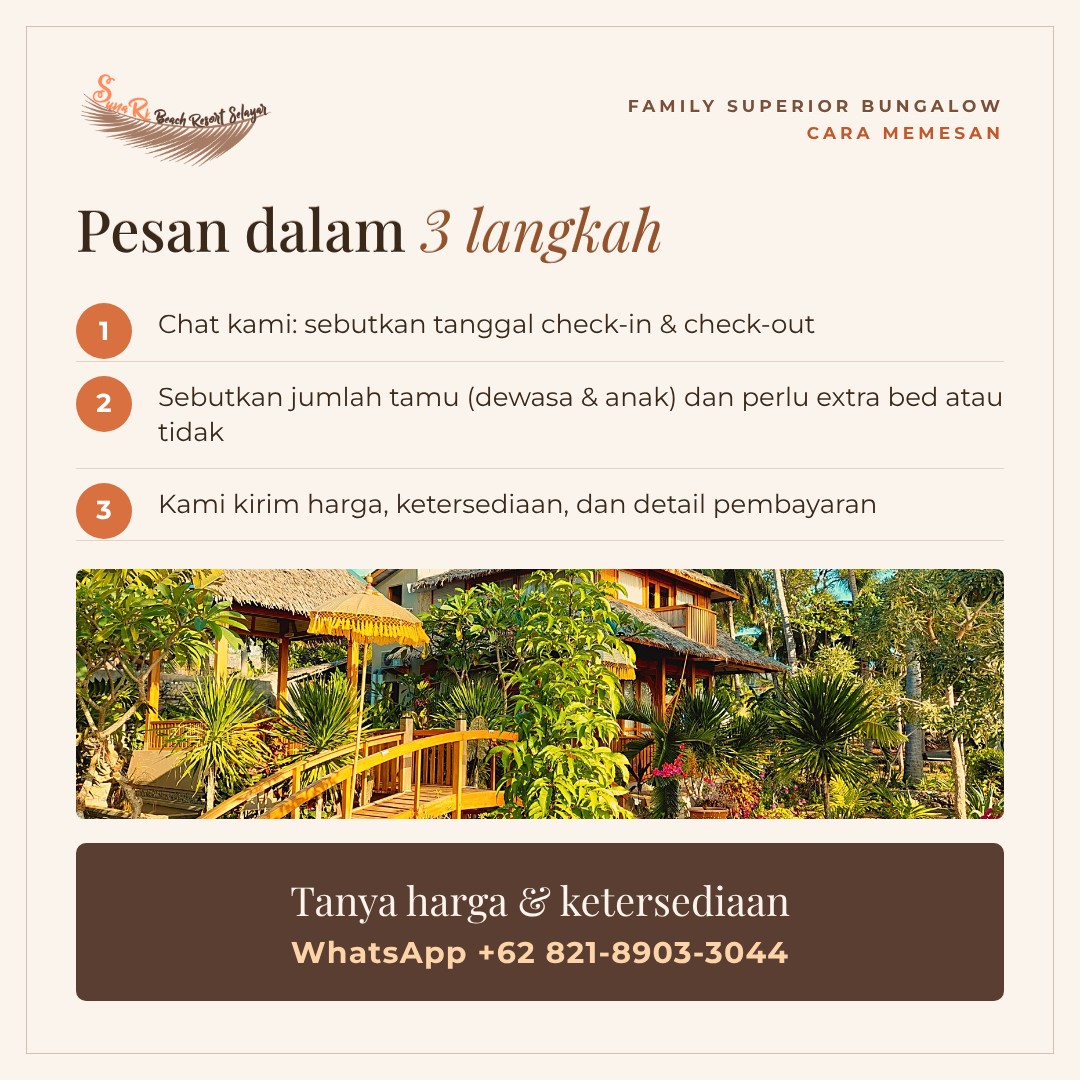 SunaRi Beach Resort Selayar
FAMILY SUPERIOR BUNGALOW
CARA MEMESAN
Pesan dalam 3 langkah
1 Chat kami: sebutkan tanggal check-in & check-out
2 Sebutkan jumlah tamu (dewasa & anak) dan perlu extra bed atau
tidak
3 Kami kirim harga, ketersediaan, dan detail pembayaran
Tanya harga & ketersediaan
WhatsApp +62 821-8903-3044